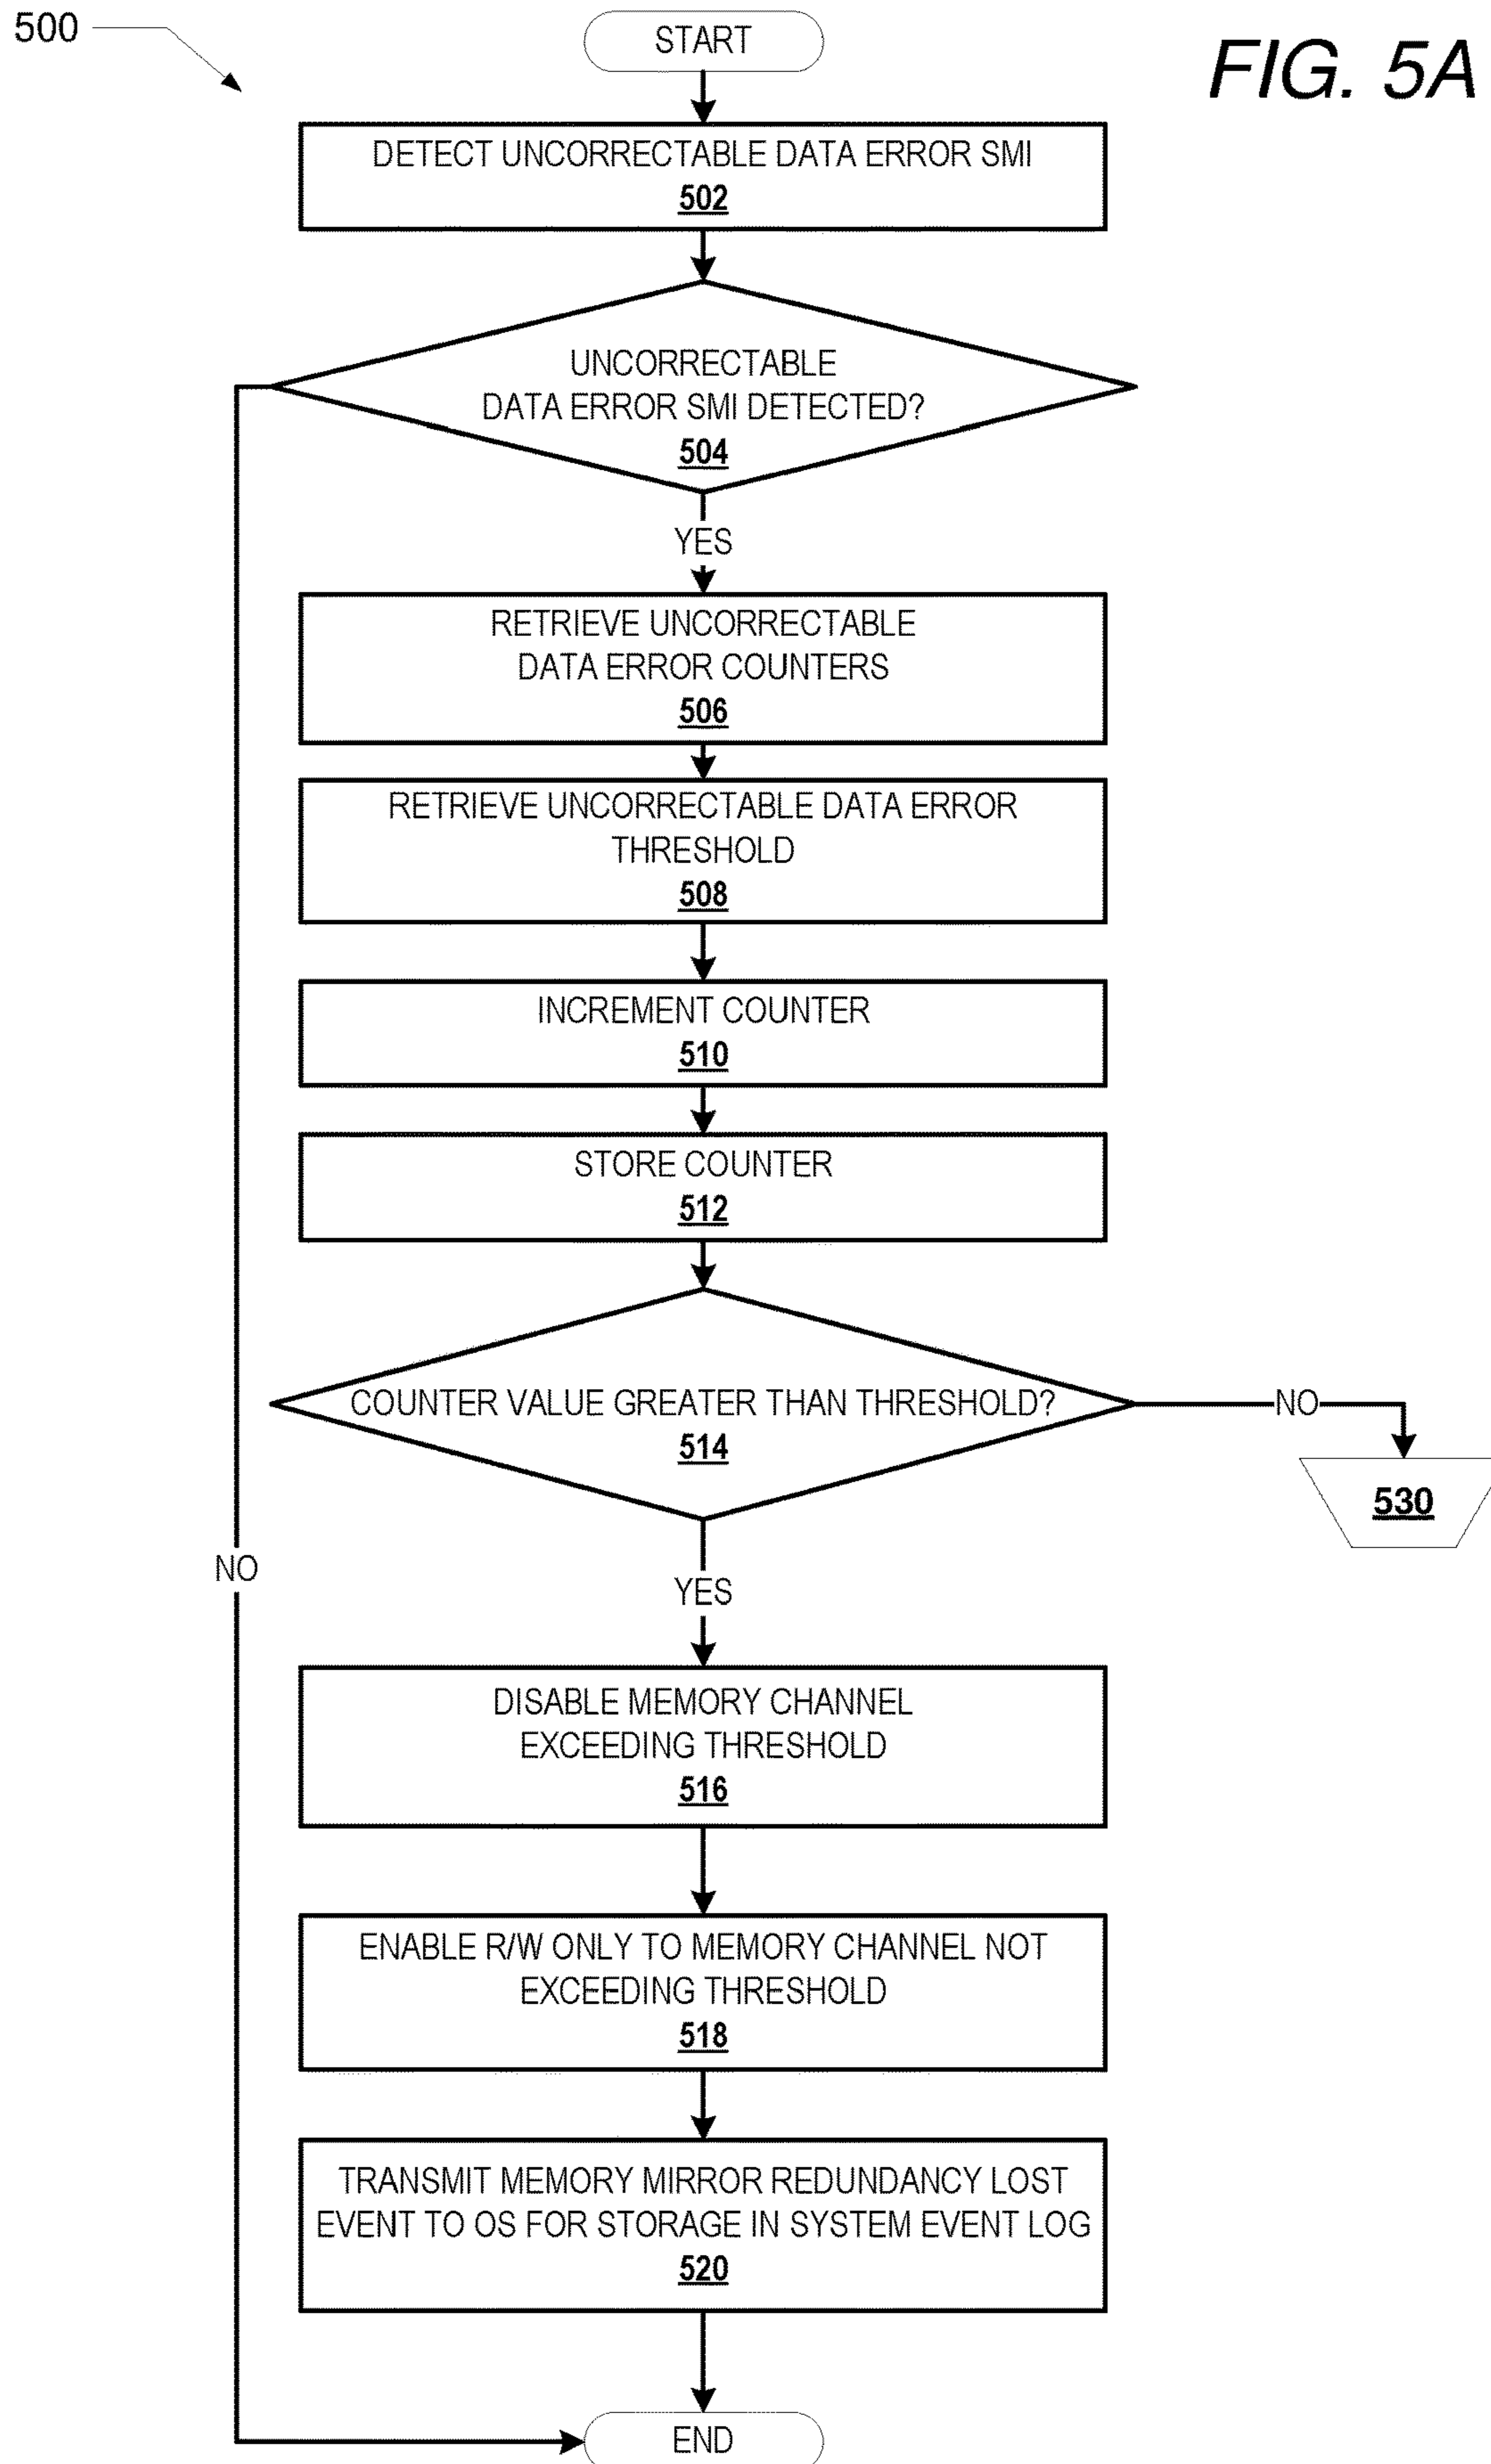 500
START
FIG. 5A
DETECT UNCORRECTABLE DATA ERROR SMI
502
UNCORRECTABLE
DATA ERROR SMI DETECTED?
504
YES
RETRIEVE UNCORRECTABLE
DATA ERROR COUNTERS
506
RETRIEVE UNCORRECTABLE DATA ERROR
THRESHOLD
508
INCREMENT COUNTER
510
STORE COUNTER
512
COUNTER VALUE GREATER THAN THRESHOLD?
514
NO
530
NO
YES
DISABLE MEMORY CHANNEL
EXCEEDING THRESHOLD
516
ENABLE R/W ONLY TO MEMORY CHANNEL NOT
EXCEEDING THRESHOLD
518
TRANSMIT MEMORY MIRROR REDUNDANCY LOST
EVENT TO OS FOR STORAGE IN SYSTEM EVENT LOG
520
END